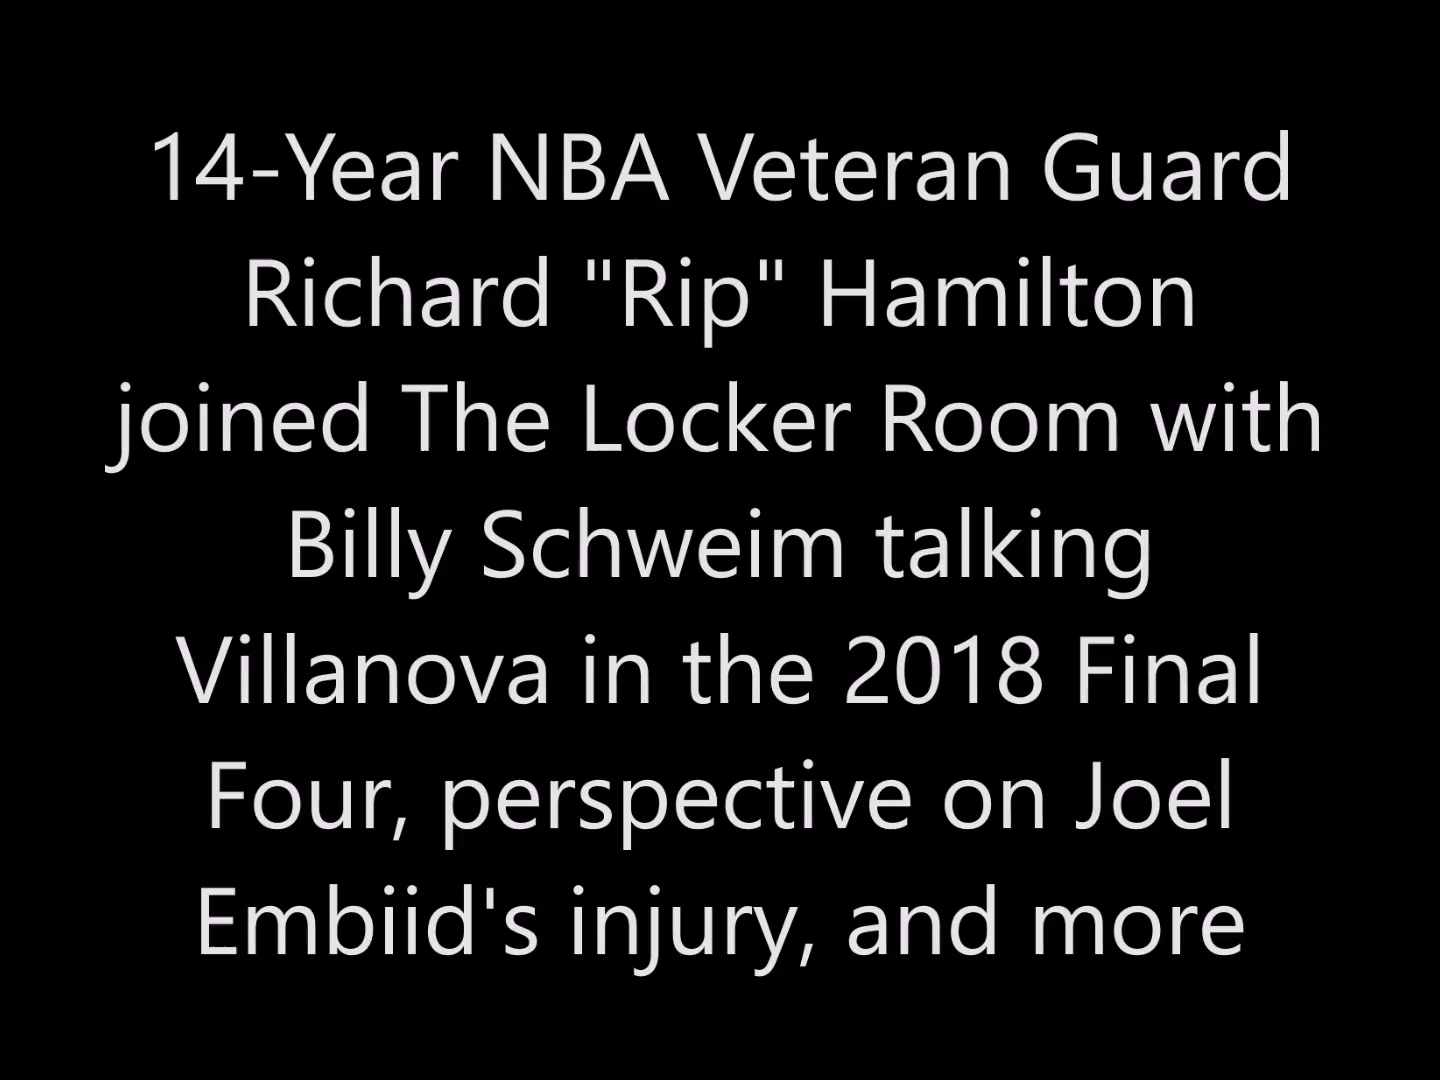 14-Year NBA Veteran Guard
Richard "Rip" Hamilton
joined The Locker Room with
Billy Schweim talking
Villanova in the 2018 Final
Four, perspective on Joel
Embiid's injury, and more